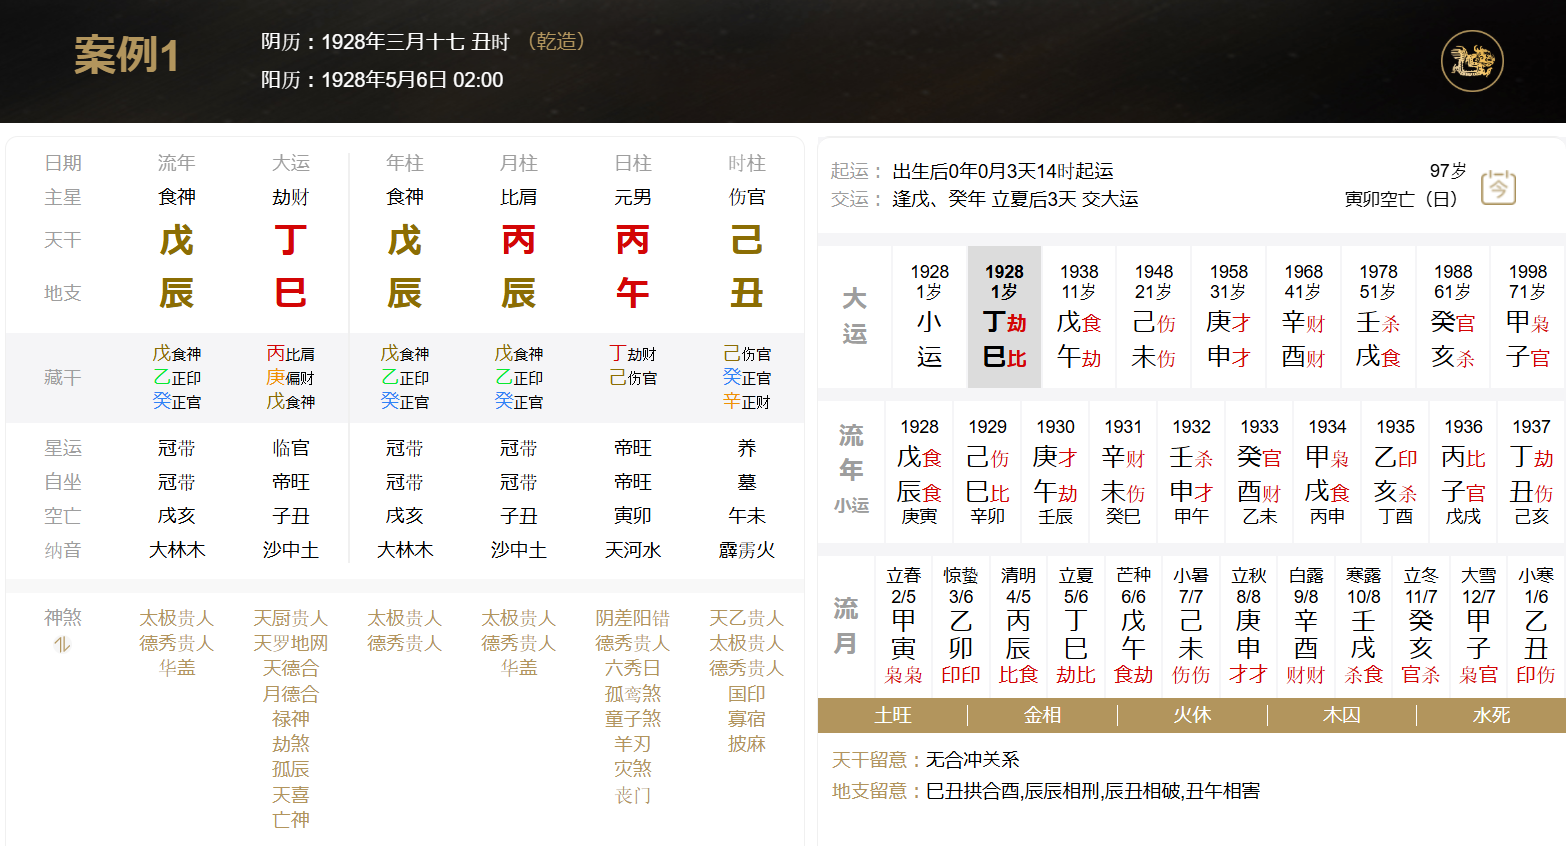 案例1
阴历：1928年三月十七 丑时 （乾造）
阳历：1928年5月6日 02:00
日期 流年 大运 年柱 月柱 日柱 时柱
主星 食神 劫财 食神 比肩 元男 伤官
天干 戊 丁 戊 丙 丙 己
地支 辰 巳 辰 辰 午 丑
藏干
戊食神 丙比肩 戊食神 戊食神 丁劫财 己伤官
乙正印 庚偏财 乙正印 乙正印 己伤官 癸正官
癸正官 戊食神 癸正官 癸正官 辛正财
星运 冠带 临官 冠带 冠带 帝旺 养
自坐 冠带 帝旺 冠带 冠带 帝旺 墓
空亡 戌亥 子丑 戌亥 子丑 寅卯 午未
纳音 大林木 沙中土 大林木 沙中土 天河水 霹雳火
神煞 太极贵人 天厨贵人 太极贵人 太极贵人 阴差阳错 天乙贵人
德秀贵人 天罗地网 德秀贵人 德秀贵人 德秀贵人 太极贵人
华盖 天德合 华盖 六秀日 德秀贵人
月德合 孤鸾煞 国印
禄神 童子煞 寡宿
劫煞 羊刃 披麻
孤辰 灾煞
天喜 丧门
亡神
起运： 出生后0年0月3天14时起运 97岁
交运： 逢戊、癸年 立夏后3天 交大运 寅卯空亡（日）
今
大运
1928 1928 1938 1948 1958 1968 1978 1988 1998
1岁 1岁 11岁 21岁 31岁 41岁 51岁 61岁 71岁
小 丁劫 戊食 己伤 庚才 辛财 壬杀 癸官 甲枭
运 巳比 午劫 未伤 申才 酉财 戌食 亥杀 子官
流年
小运
1928 1929 1930 1931 1932 1933 1934 1935 1936 1937
戊食 己伤 庚才 辛财 壬杀 癸官 甲枭 乙印 丙比 丁劫
辰食 巳比 午劫 未伤 申才 酉财 戌食 亥杀 子官 丑伤
庚寅 辛卯 壬辰 癸巳 甲午 乙未 丙申 丁酉 戊戌 己亥
流月
立春 惊蛰 清明 立夏 芒种 小暑 立秋 白露 寒露 立冬 大雪 小寒
2/5 3/6 4/5 5/6 6/6 7/7 8/8 9/8 10/8 11/7 12/7 1/6
甲 乙 丙 丁 戊 己 庚 辛 壬 癸 甲 乙
寅 卯 辰 巳 午 未 申 酉 戌 亥 子 丑
枭枭 印印 比食 劫比 食劫 伤伤 才才 财财 杀食 官杀 枭官 印伤
土旺 金相 火休 木囚 水死
天干留意：无合冲关系
地支留意：巳丑拱合酉,辰辰相刑,辰丑相破,丑午相害